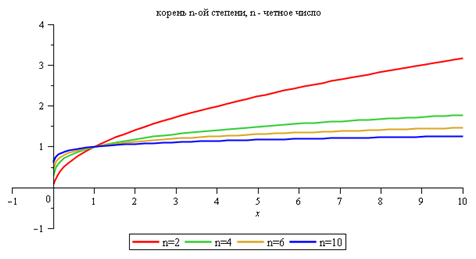 корень n-ой степени, n - четное число
4
3
2
1
-1 0 1 2 3 4 5 6 7 8 9 10
x
-1
n=2 n=4 n=6 n=10